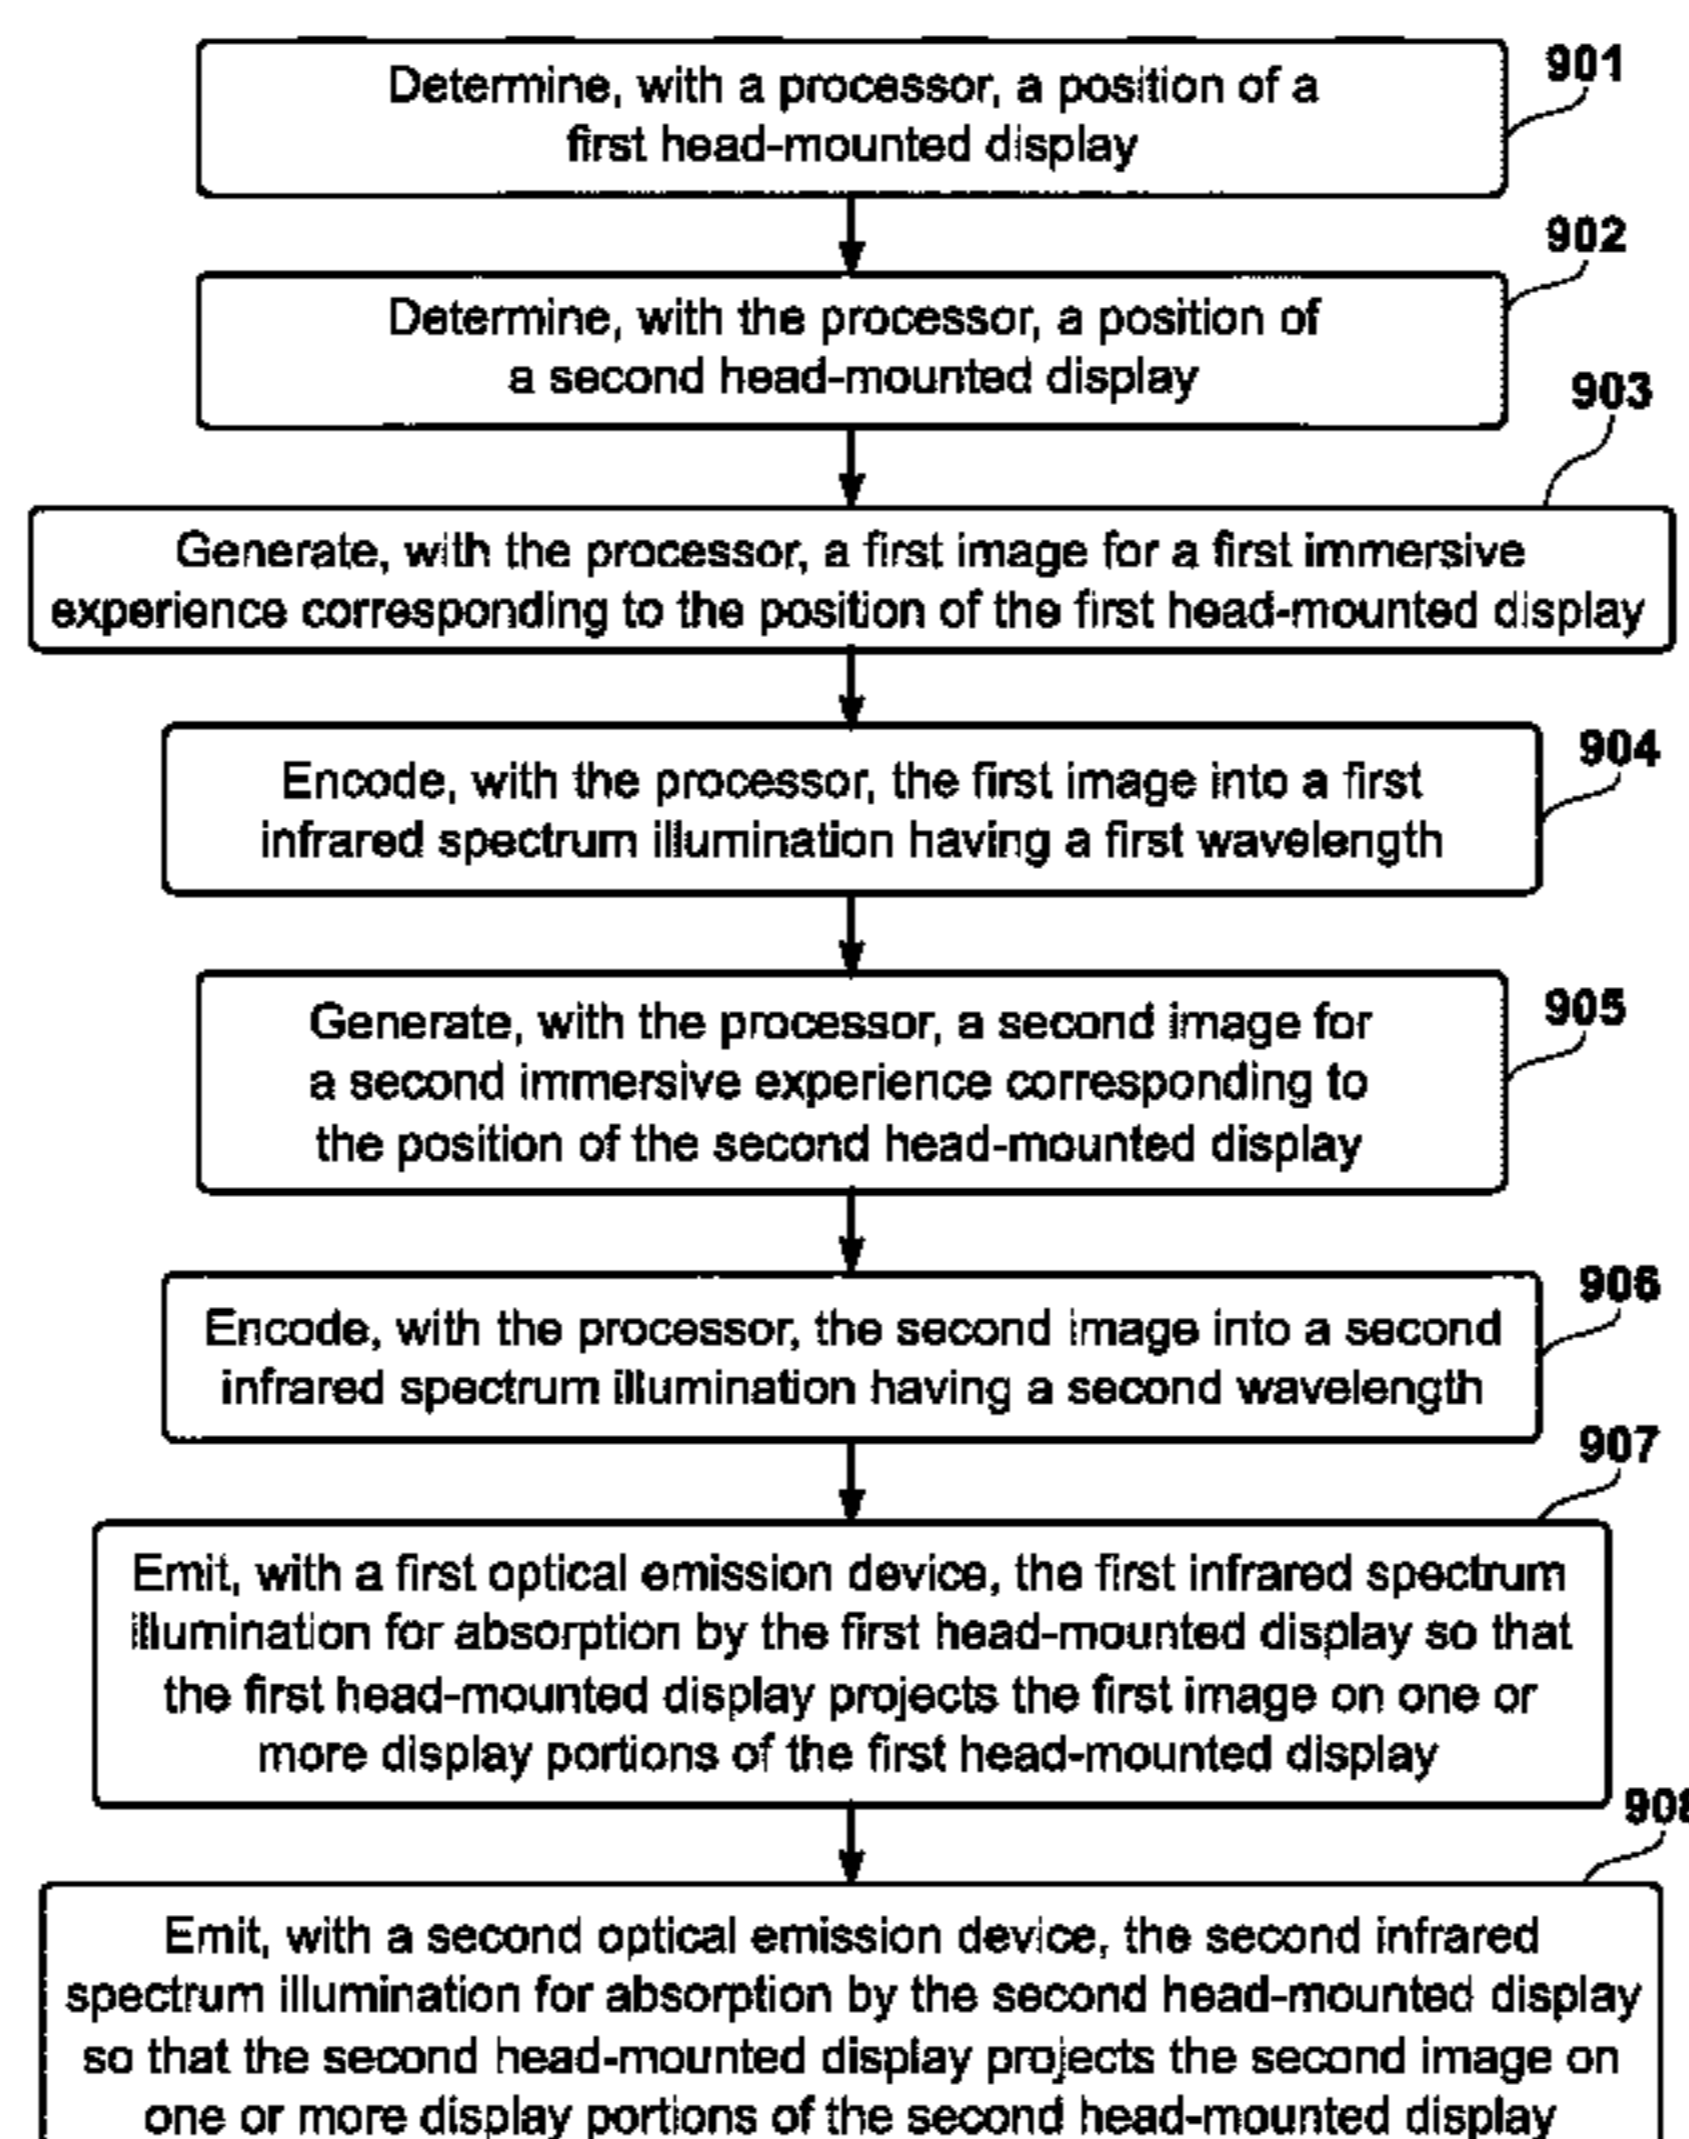 Determine, with a processor, a position of a
first head-mounted display
901
Determine, with the processor, a position of
a second head-mounted display
902
Generate, with the processor, a first image for a first immersive
experience corresponding to the position of the first head-mounted display
903
Encode, with the processor, the first image into a first
infrared spectrum illumination having a first wavelength
904
Generate, with the processor, a second image for
a second immersive experience corresponding to
the position of the second head-mounted display
905
Encode, with the processor, the second image into a second
infrared spectrum illumination having a second wavelength
906
Emit, with a first optical emission device, the first infrared spectrum
illumination for absorption by the first head-mounted display so that
the first head-mounted display projects the first image on one or
more display portions of the first head-mounted display
907
Emit, with a second optical emission device, the second infrared
spectrum illumination for absorption by the second head-mounted display
so that the second head-mounted display projects the second image on
one or more display portions of the second head-mounted display
908